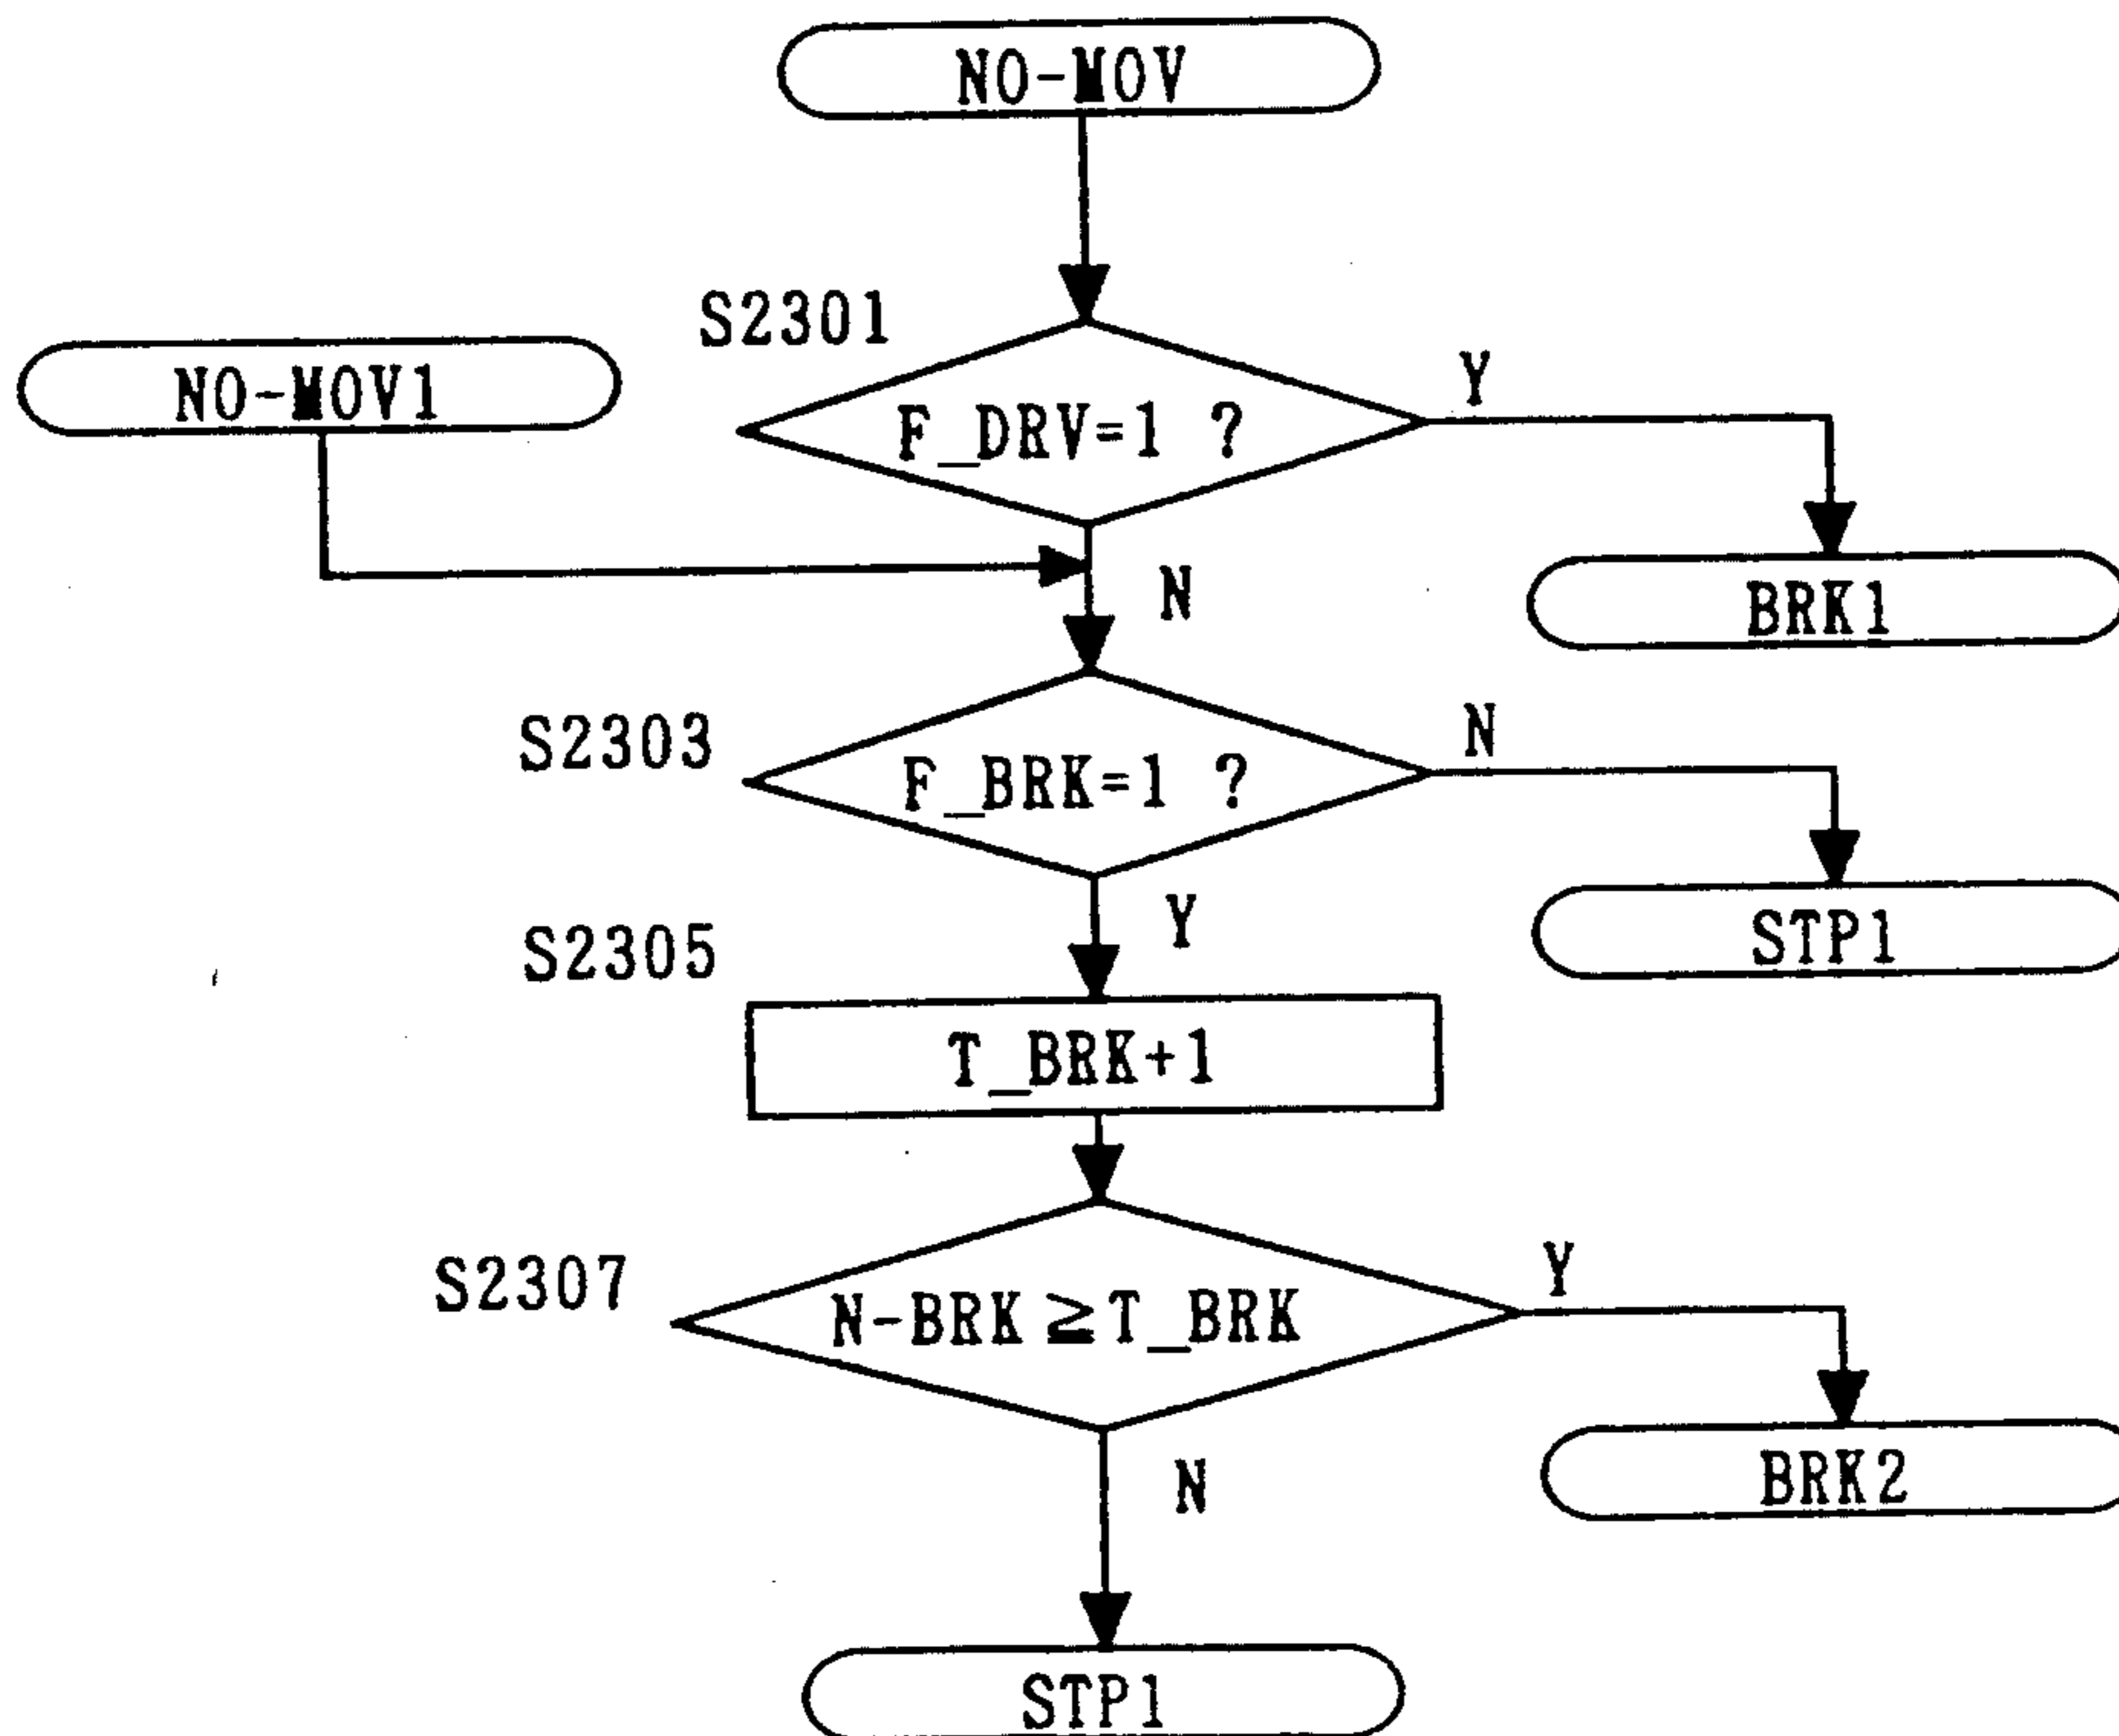 NO-MOV
S2301
NO-MOV1
F_DRV=1 ?
Y
N
BRK1
S2303
F_BRK=1 ?
N
Y
STP1
S2305
T_BRK+1
S2307
N-BRK≧T_BRK
Y
N
BRK2
STP1